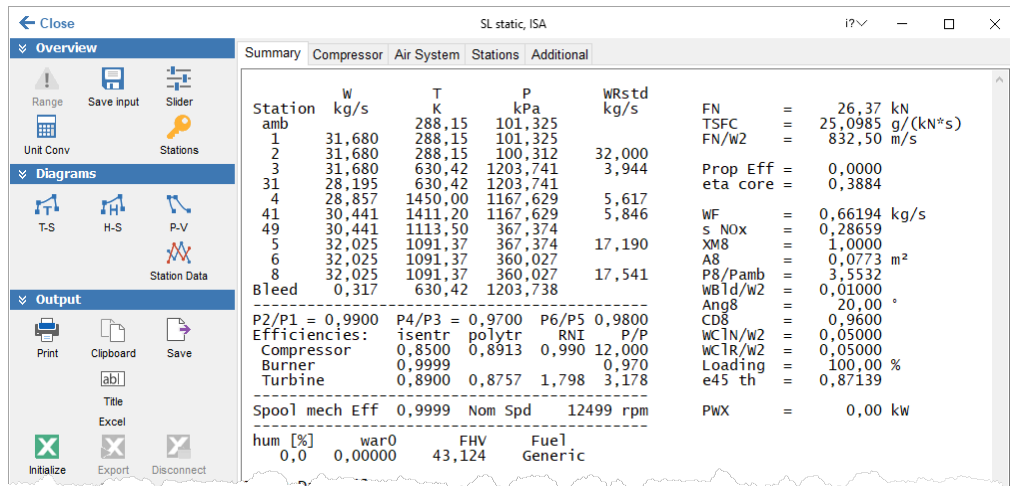 Close
SL static, ISA
i?
Overview
Range Save input Slider
Unit Conv Stations
Diagrams
T-S H-S P-V
Station Data
Output
Print Clipboard Save
ab|
Title
Excel
Initialize Export Disconnect
Summary Compressor Air System Stations Additional
W T P WRstd
Station kg/s K kPa kg/s
amb 288,15 101,325
1 31,680 288,15 101,325
2 31,680 288,15 100,312 32,000
3 31,680 630,42 1203,741 3,944
31 28,195 630,42 1203,741
4 28,857 1450,00 1167,629 5,617
41 30,441 1411,20 1167,629 5,846
49 30,441 1113,50 367,374
5 32,025 1091,37 367,374 17,190
6 32,025 1091,37 360,027
8 32,025 1091,37 360,027 17,541
Bleed 0,317 630,42 1203,738
----------------------------------------
P2/P1 = 0,9900 P4/P3 = 0,9700 P6/P5 0,9800
Efficiencies: isentr polytr RNI P/P
Compressor 0,8500 0,8913 0,990 12,000
Burner 0,9999 0,970
Turbine 0,8900 0,8757 1,798 3,178
----------------------------------------
Spool mech Eff 0,9999 Nom Spd 12499 rpm
----------------------------------------
hum [%] war0 FHV Fuel
0,0 0,00000 43,124 Generic
FN = 26,37 kN
TSFC = 25,0985 g/(kN*s)
FN/W2 = 832,50 m/s
Prop Eff = 0,0000
eta core = 0,3884
WF = 0,66194 kg/s
s NOx = 0,28659
XM8 = 1,0000
A8 = 0,0773 m²
P8/Pamb = 3,5532
WBld/W2 = 0,01000
Ang8 = 20,00 °
CD8 = 0,9600
WClN/W2 = 0,05000
WClR/W2 = 0,05000
Loading = 100,00 %
e45 th = 0,87139
PWX = 0,00 kW